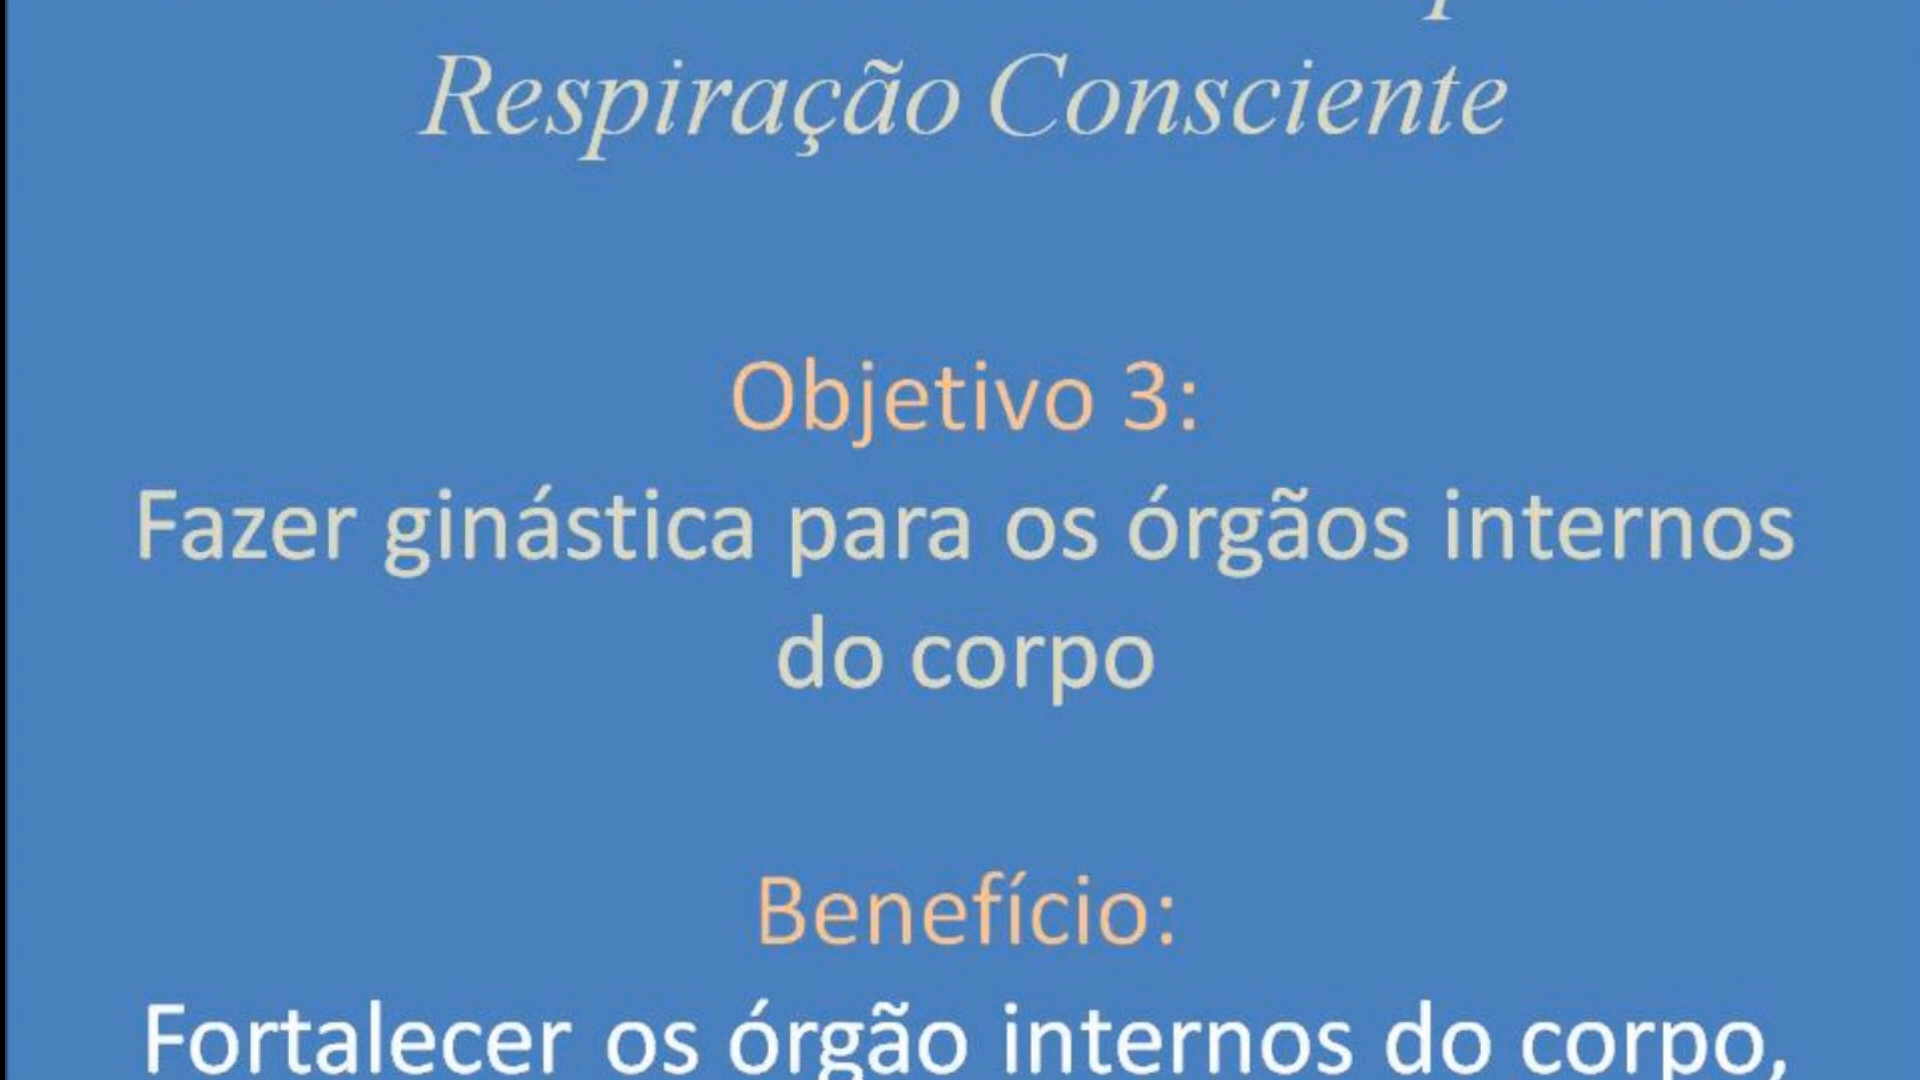 Respiração Consciente
Objetivo 3:
Fazer ginástica para os órgãos internos
do corpo
Benefício:
Fortalecer os órgão internos do corpo,